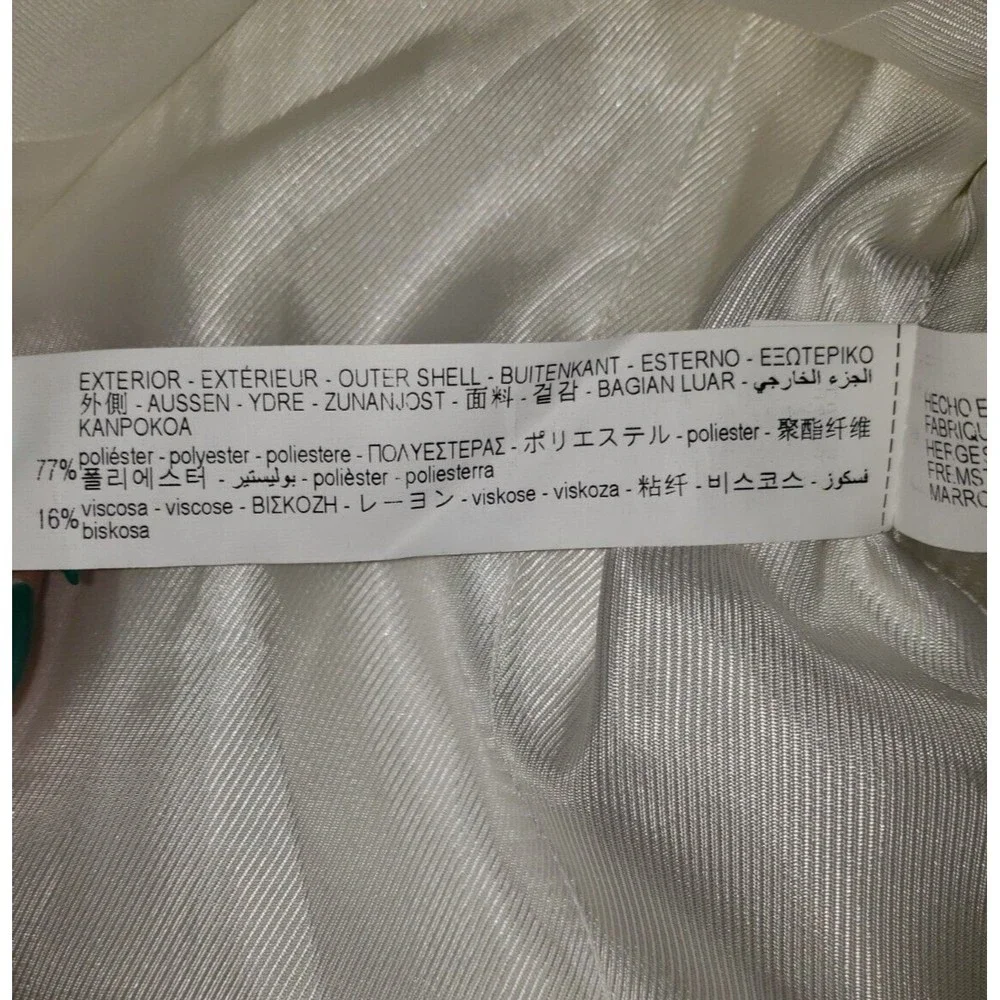 EXTERIOR - EXTÉRIEUR - OUTER SHELL - BUITENKANT - ESTERNO - ΕΞΩΤΕΡΙΚΟ
外側 - AUSSEN - YDRE - ZUNANJOST - 面料 - 겉감 - BAGIAN LUAR - الجزء الخارجي
KANPOKOA
77% poliéster - polyester - poliestere - ΠΟΛΥΕΣΤΕΡΑΣ - ポリエステル - poliester - 聚酯纤维
폴리에스터 - بوليستير - polièster - poliesterra
16% viscosa - viscose - ΒΙΣΚΟΖΗ - レーヨン - viskose - viskoza - 粘纤 - 비스코스 - فسكوز
biskosa
HECHO E
FABRIQU
HERGES
FREMST
MARRO